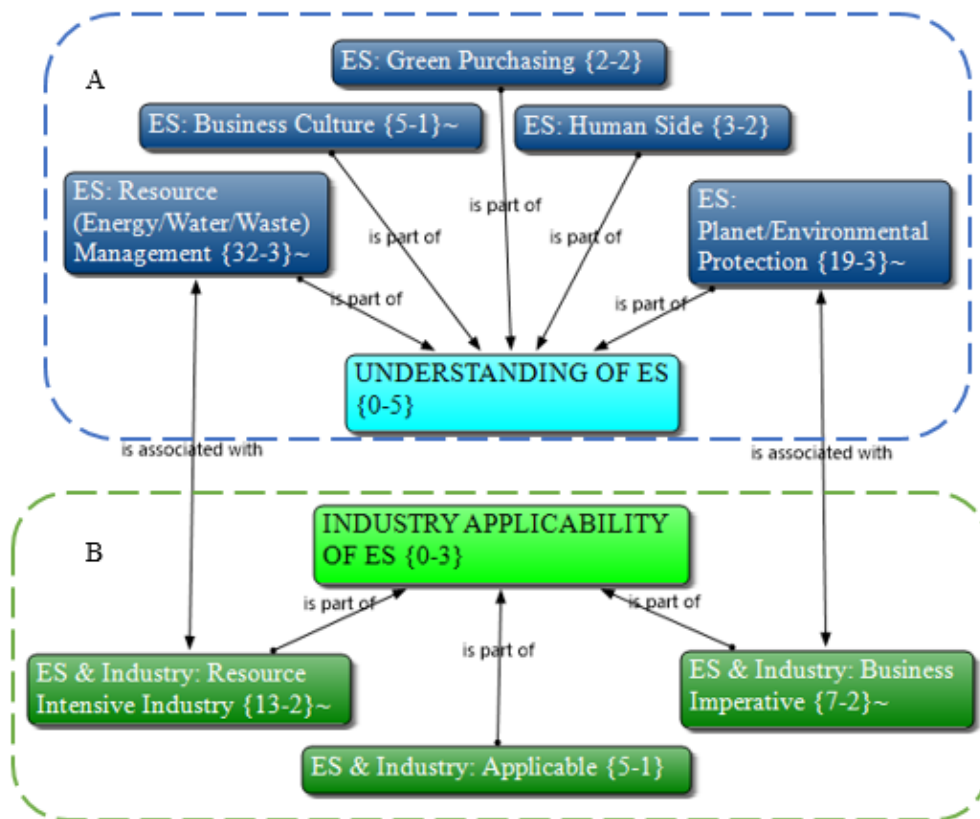 A
ES: Green Purchasing {2-2}
ES: Business Culture {5-1}~
ES: Human Side {3-2}
ES: Resource
(Energy/Water/Waste)
Management {32-3}~
ES:
Planet/Environmental
Protection {19-3}~
is part of
is part of
is part of
is part of
is part of
UNDERSTANDING OF ES
{0-5}
is associated with
is associated with
B
INDUSTRY APPLICABILITY
OF ES {0-3}
is part of
is part of
is part of
ES & Industry: Resource
Intensive Industry {13-2}~
ES & Industry: Business
Imperative {7-2}~
ES & Industry: Applicable {5-1}